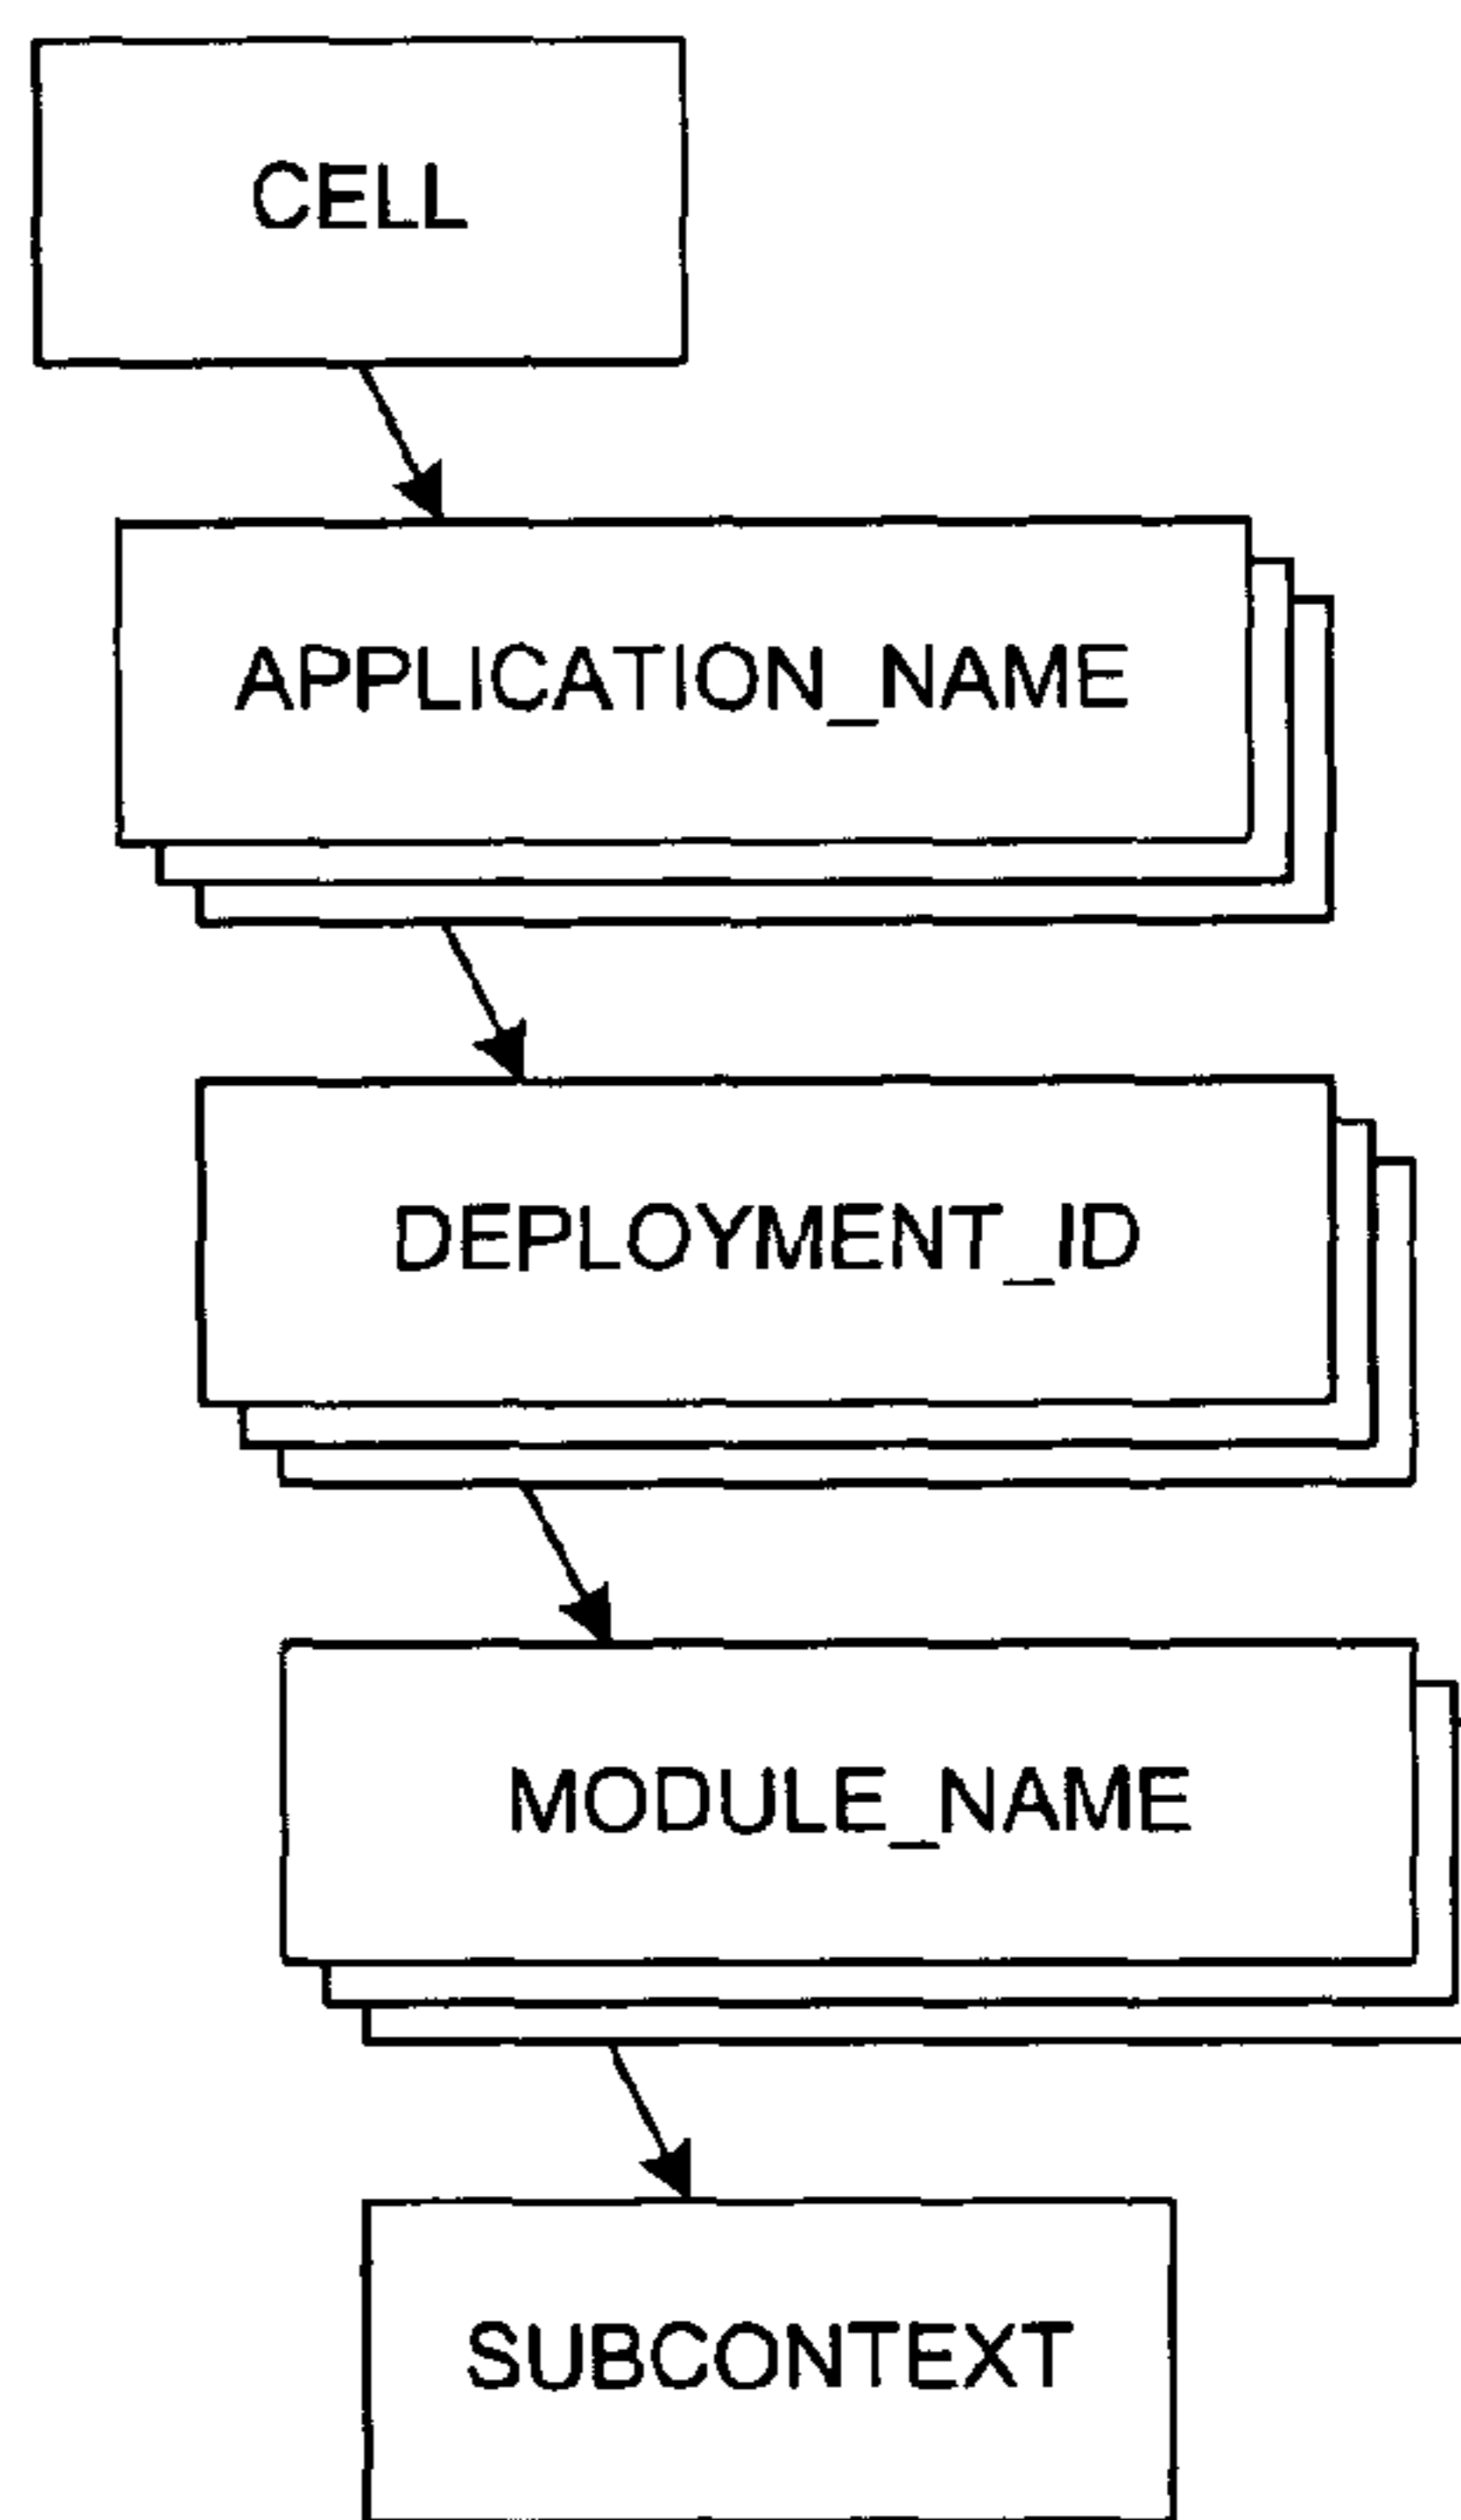 CELL
APPLICATION_NAME
DEPLOYMENT_ID
MODULE_NAME
SUBCONTEXT